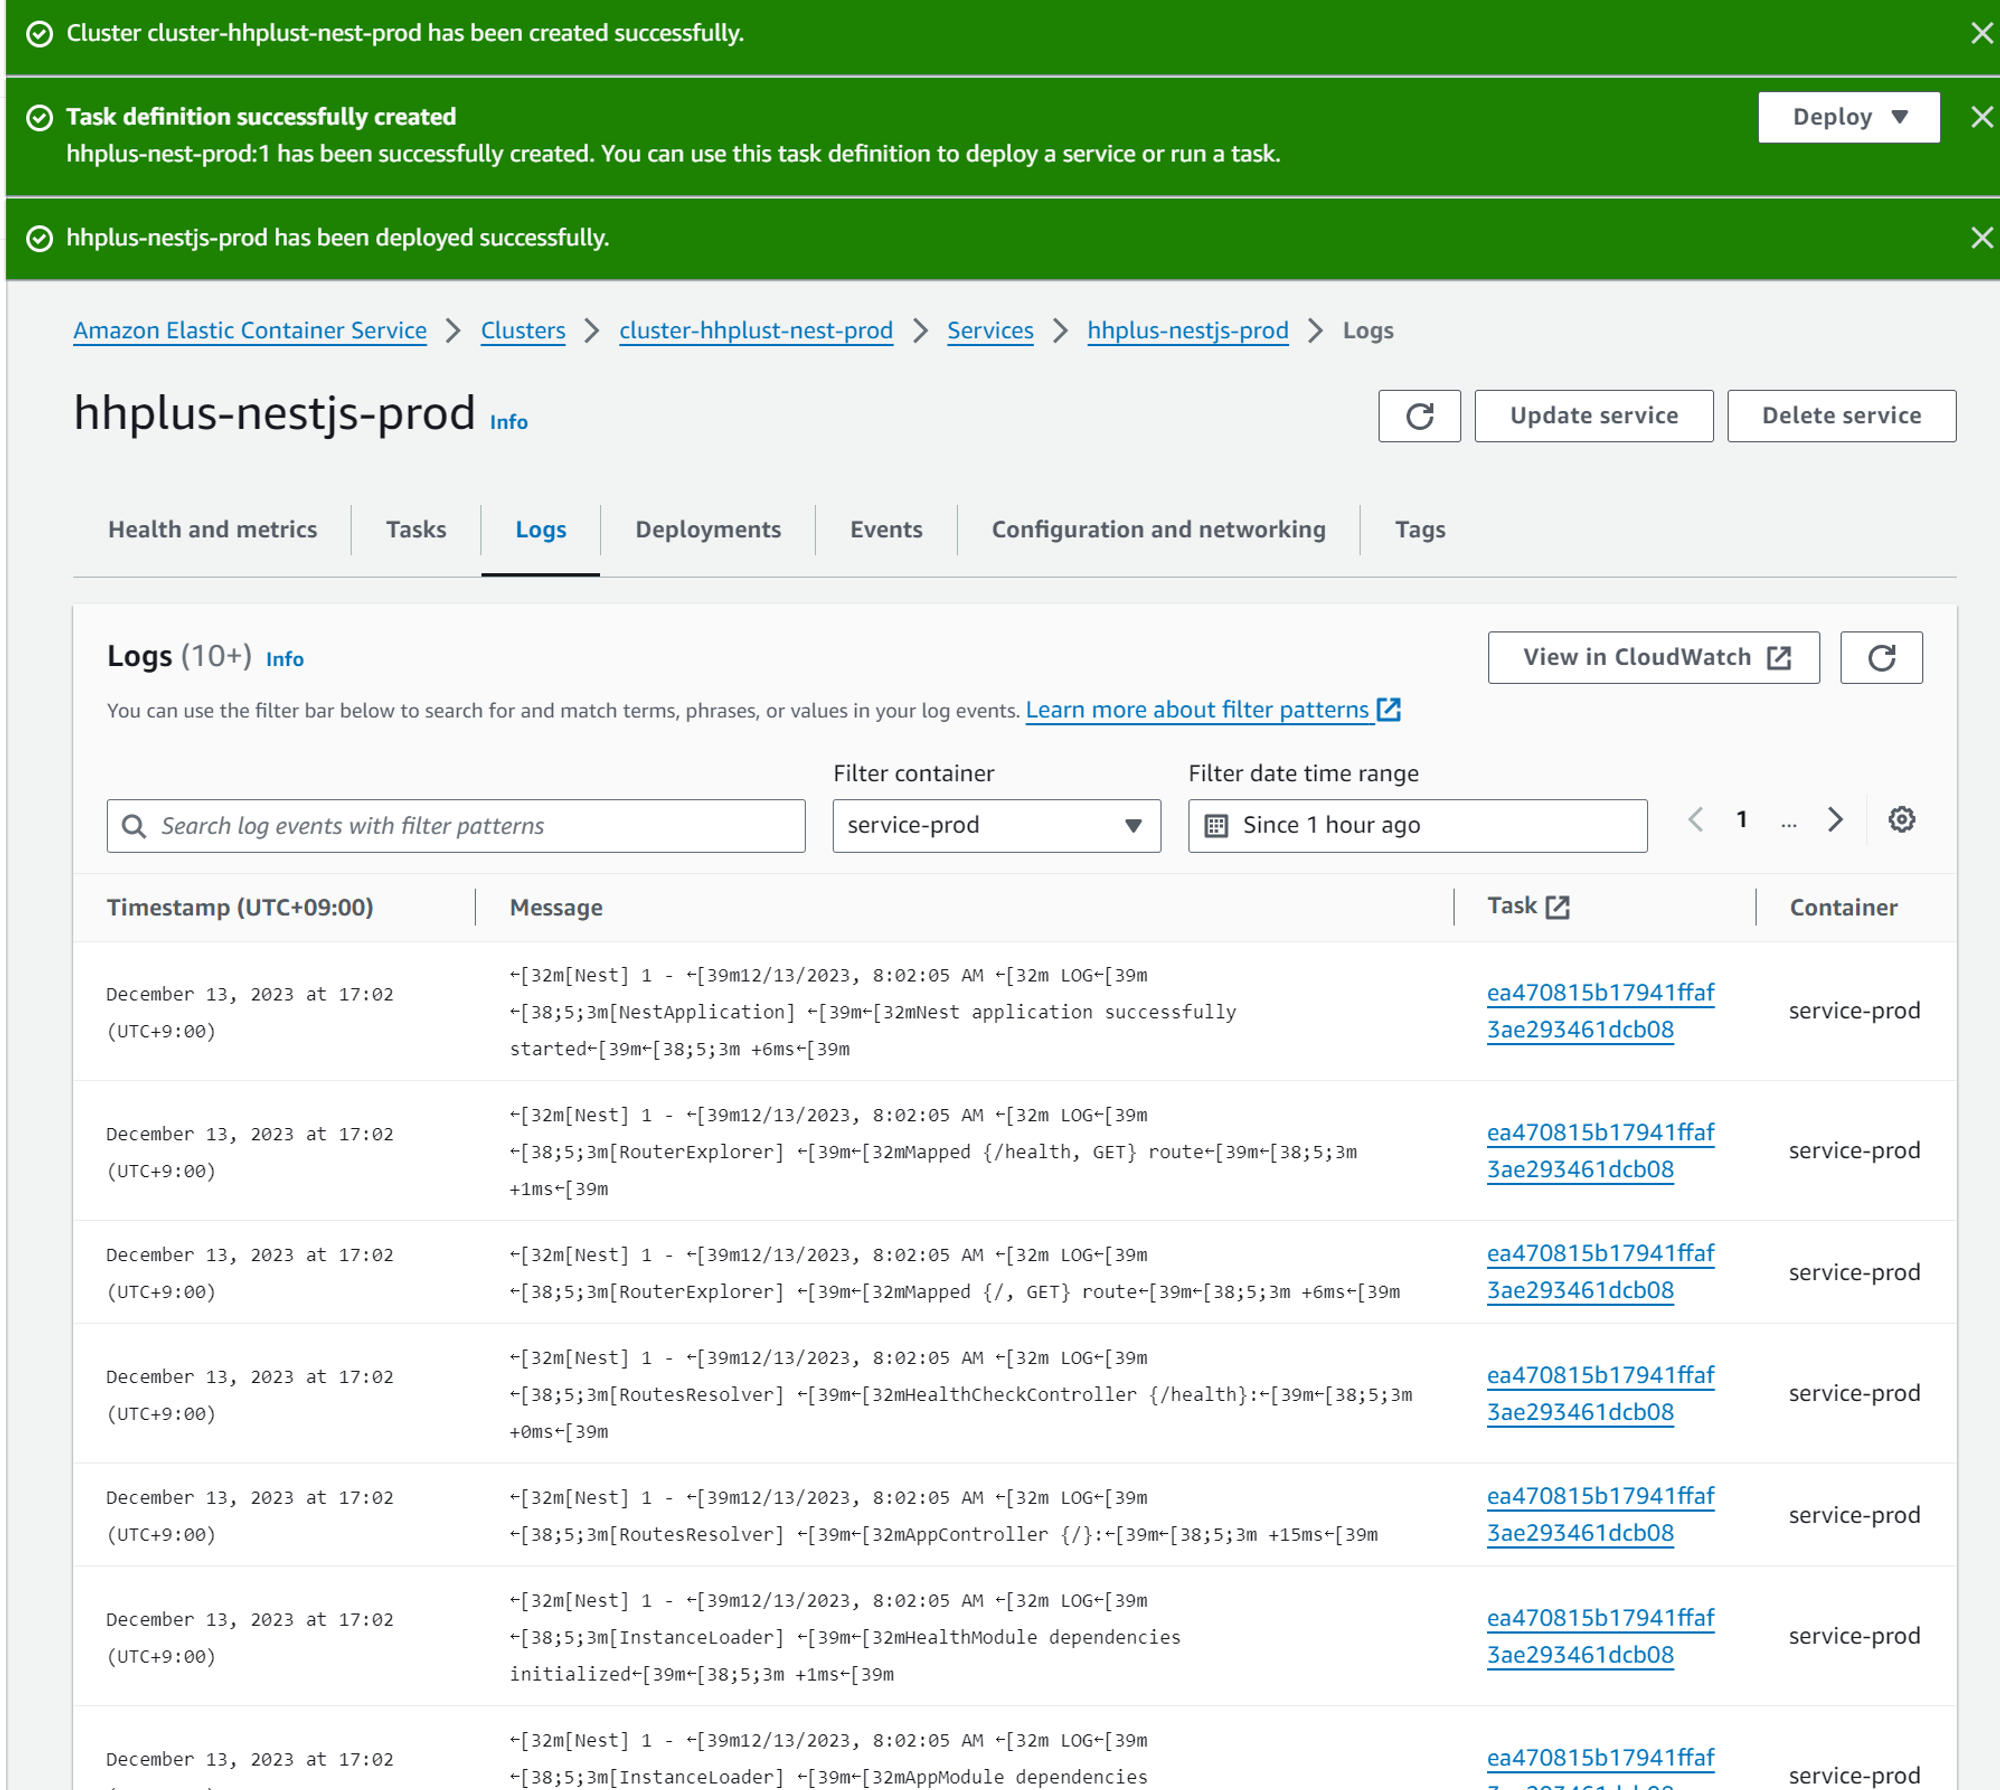 Cluster cluster-hhplust-nest-prod has been created successfully.
Task definition successfully created
Deploy
hhplus-nest-prod:1 has been successfully created. You can use this task definition to deploy a service or run a task.
hhplus-nestjs-prod has been deployed successfully.
Amazon Elastic Container Service > Clusters > cluster-hhplust-nest-prod > Services > hhplus-nestjs-prod > Logs
hhplus-nestjs-prod Info
Update service
Delete service
Health and metrics
Tasks
Logs
Deployments
Events
Configuration and networking
Tags
Logs (10+) Info
View in CloudWatch
You can use the filter bar below to search for and match terms, phrases, or values in your log events. Learn more about filter patterns
Filter container
Filter date time range
Search log events with filter patterns
service-prod
Since 1 hour ago
1 ...
Timestamp (UTC+09:00)
Message
Task
Container
December 13, 2023 at 17:02
(UTC+9:00)
←[32m[Nest] 1 - ←[39m12/13/2023, 8:02:05 AM ←[32m LOG←[39m
←[38;5;3m[NestApplication] ←[39m←[32mNest application successfully
started←[39m←[38;5;3m +6ms←[39m
ea470815b17941ffaf
3ae293461dcb08
service-prod
December 13, 2023 at 17:02
(UTC+9:00)
←[32m[Nest] 1 - ←[39m12/13/2023, 8:02:05 AM ←[32m LOG←[39m
←[38;5;3m[RouterExplorer] ←[39m←[32mMapped {/health, GET} route←[39m←[38;5;3m
+1ms←[39m
ea470815b17941ffaf
3ae293461dcb08
service-prod
December 13, 2023 at 17:02
(UTC+9:00)
←[32m[Nest] 1 - ←[39m12/13/2023, 8:02:05 AM ←[32m LOG←[39m
←[38;5;3m[RouterExplorer] ←[39m←[32mMapped {/, GET} route←[39m←[38;5;3m +6ms←[39m
ea470815b17941ffaf
3ae293461dcb08
service-prod
December 13, 2023 at 17:02
(UTC+9:00)
←[32m[Nest] 1 - ←[39m12/13/2023, 8:02:05 AM ←[32m LOG←[39m
←[38;5;3m[RoutesResolver] ←[39m←[32mHealthCheckController {/health}:←[39m←[38;5;3m
+0ms←[39m
ea470815b17941ffaf
3ae293461dcb08
service-prod
December 13, 2023 at 17:02
(UTC+9:00)
←[32m[Nest] 1 - ←[39m12/13/2023, 8:02:05 AM ←[32m LOG←[39m
←[38;5;3m[RoutesResolver] ←[39m←[32mAppController {/}:←[39m←[38;5;3m +15ms←[39m
ea470815b17941ffaf
3ae293461dcb08
service-prod
December 13, 2023 at 17:02
(UTC+9:00)
←[32m[Nest] 1 - ←[39m12/13/2023, 8:02:05 AM ←[32m LOG←[39m
←[38;5;3m[InstanceLoader] ←[39m←[32mHealthModule dependencies
initialized←[39m←[38;5;3m +1ms←[39m
ea470815b17941ffaf
3ae293461dcb08
service-prod
December 13, 2023 at 17:02
←[32m[Nest] 1 - ←[39m12/13/2023, 8:02:05 AM ←[32m LOG←[39m
←[38;5;3m[InstanceLoader] ←[39m←[32mAppModule dependencies
ea470815b17941ffaf
service-prod